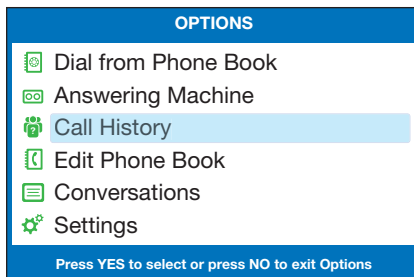 OPTIONS
Dial from Phone Book
Answering Machine
Call History
Edit Phone Book
Conversations
Settings
Press YES to select or press NO to exit Options